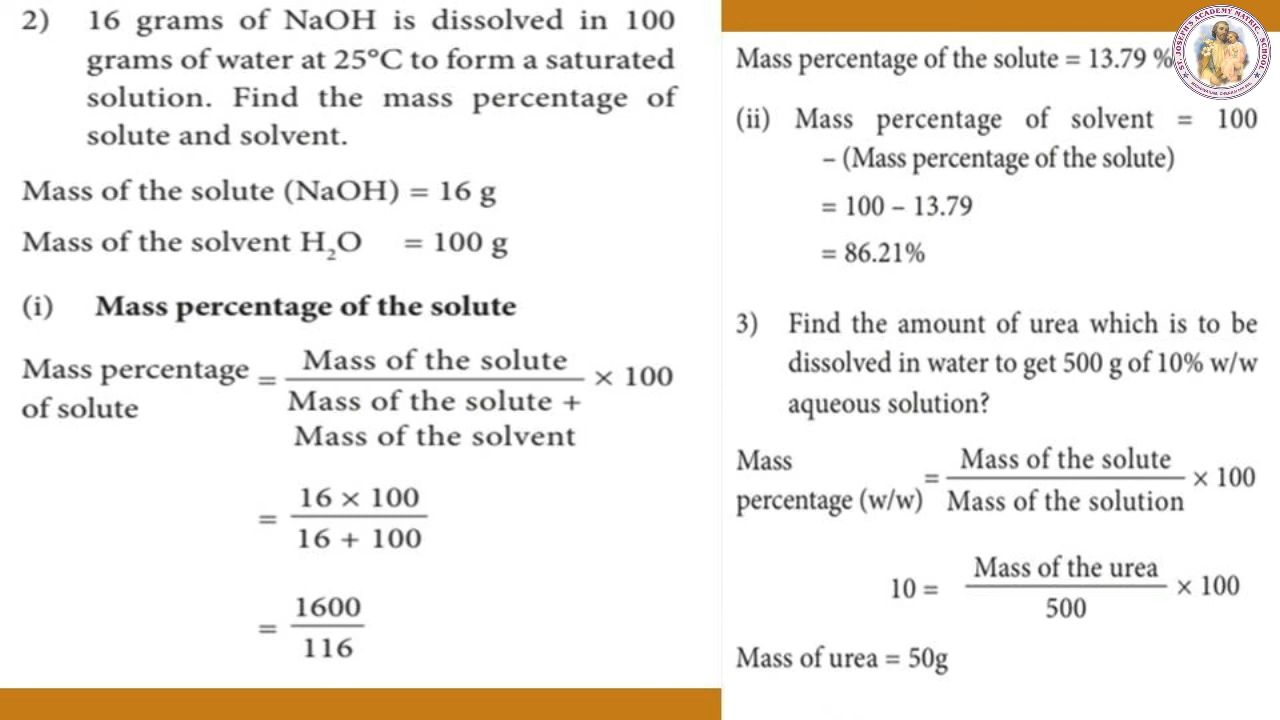 2) 16 grams of NaOH is dissolved in 100
grams of water at 25°C to form a saturated
solution. Find the mass percentage of
solute and solvent.
Mass of the solute (NaOH) = 16 g
Mass of the solvent H₂O = 100 g
(i) Mass percentage of the solute
Mass percentage of solute = Mass of the solute / Mass of the solute + Mass of the solvent × 100
= 16 × 100 / 16 + 100
= 1600 / 116
Mass percentage of the solute = 13.79 %
(ii) Mass percentage of solvent = 100
– (Mass percentage of the solute)
= 100 – 13.79
= 86.21%
3) Find the amount of urea which is to be
dissolved in water to get 500 g of 10% w/w
aqueous solution?
Mass percentage (w/w) = Mass of the solute / Mass of the solution × 100
10 = Mass of the urea / 500 × 100
Mass of urea = 50g
ST. JOSEPH'S ACADEMY MATRIC. SCHOOL